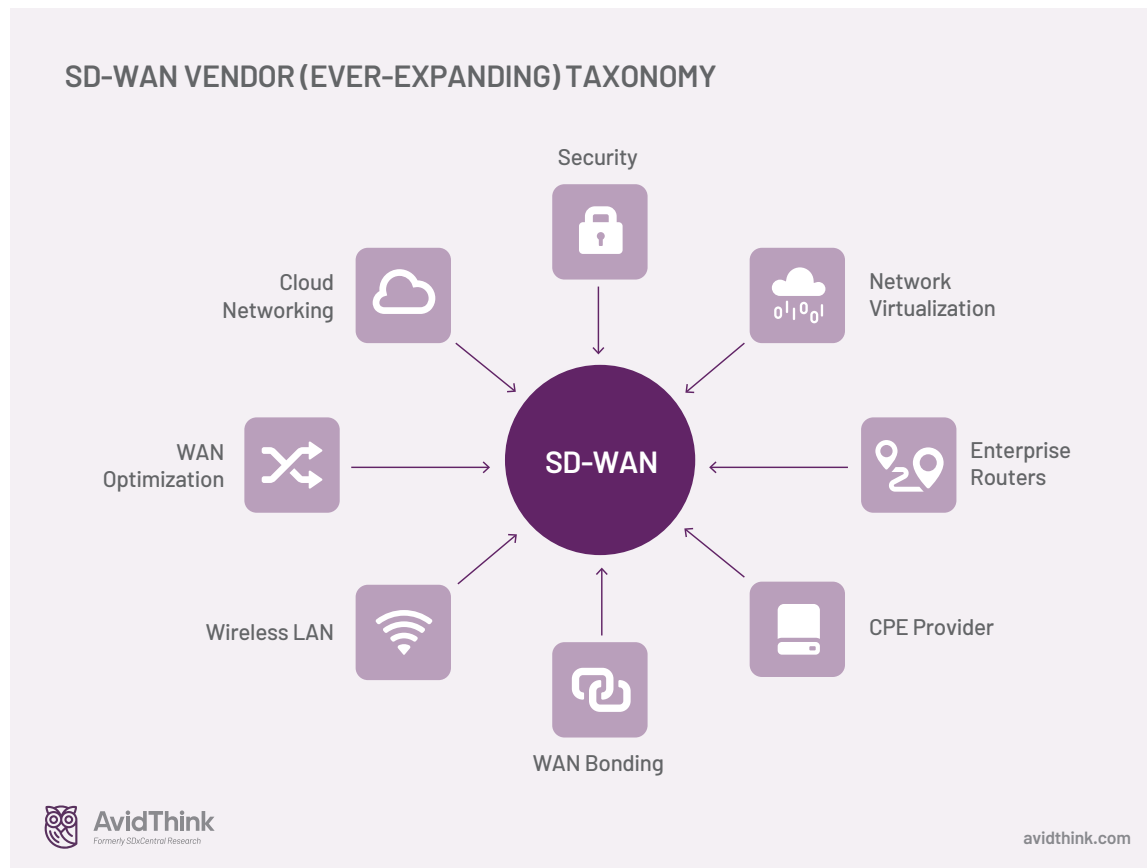 SD-WAN VENDOR (EVER-EXPANDING) TAXONOMY
Security
Cloud
Networking
Network
Virtualization
WAN
Optimization
SD-WAN
Enterprise
Routers
Wireless LAN
CPE Provider
WAN Bonding
AvidThink
Formerly SDxCentral Research
avidthink.com